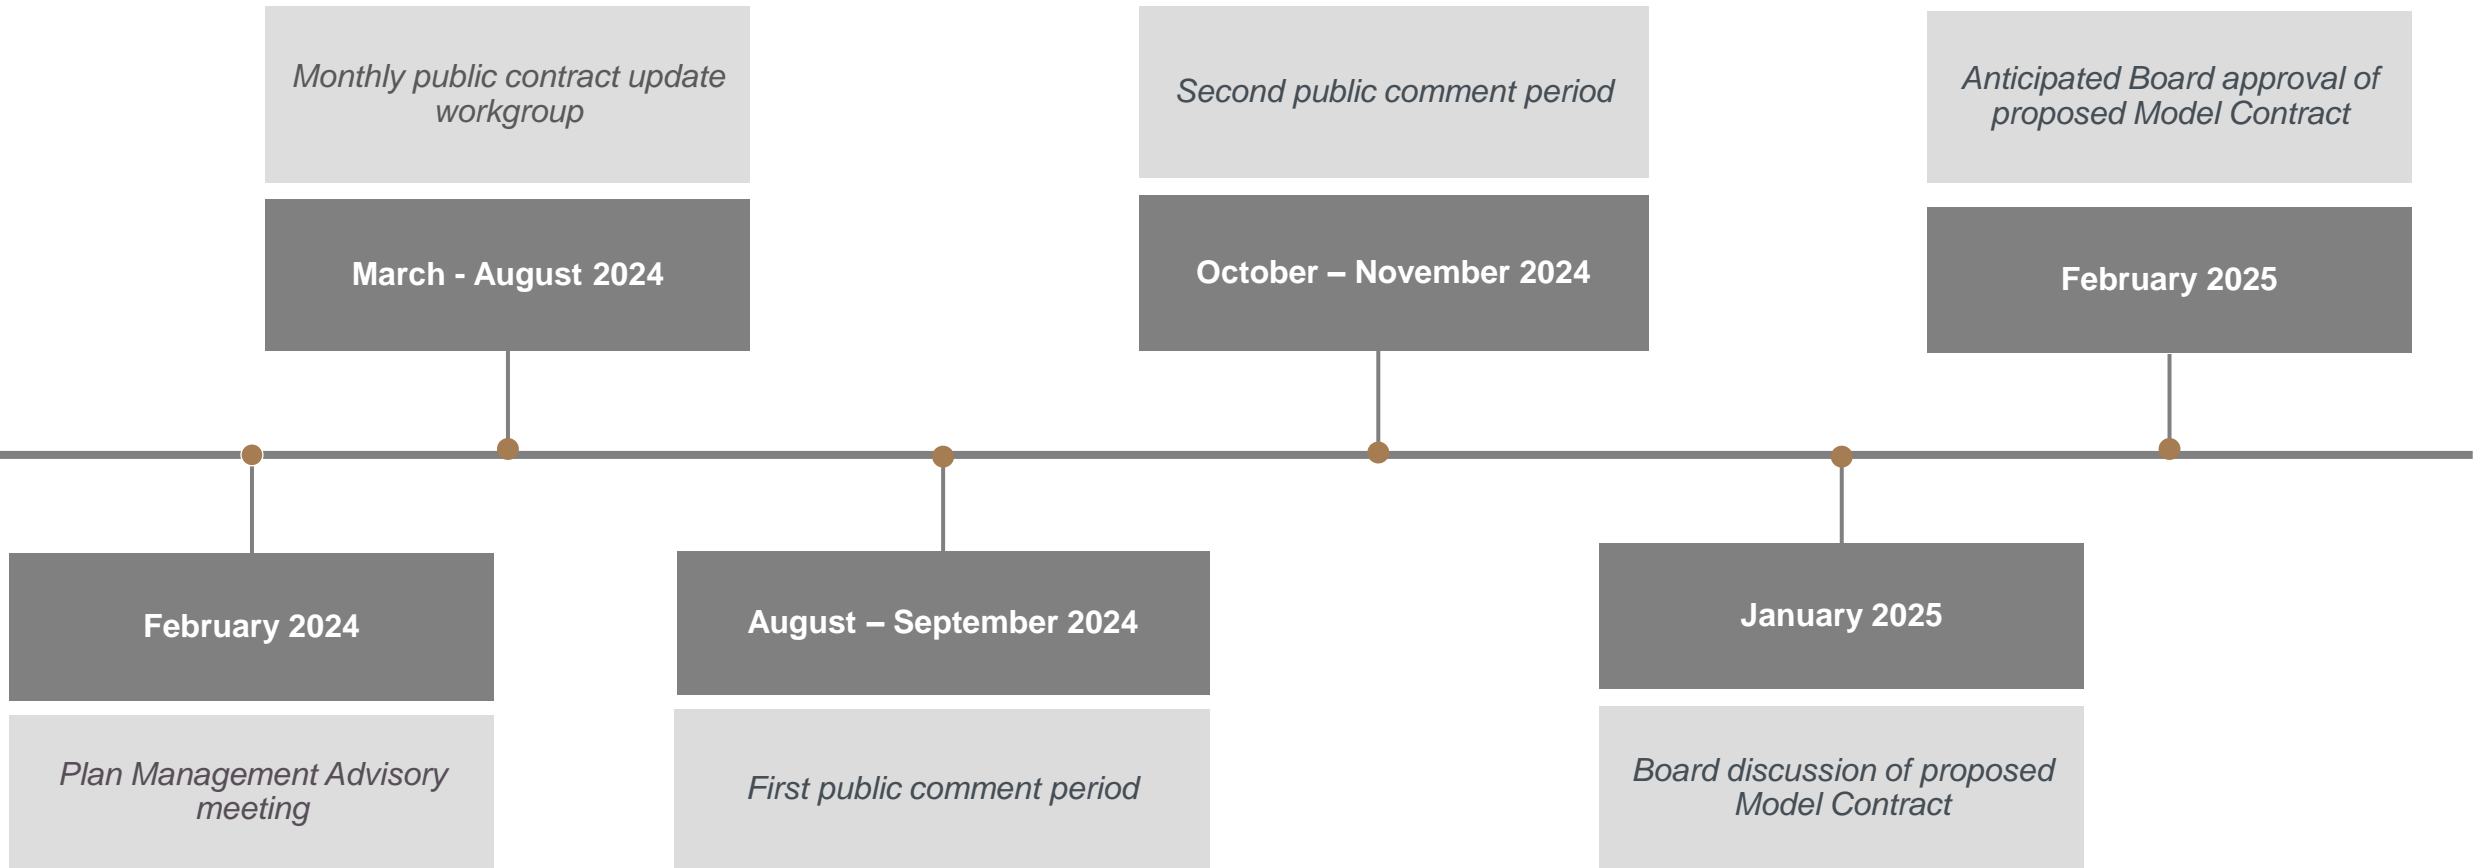 Monthly public contract update
workgroup
March - August 2024
Second public comment period
October – November 2024
Anticipated Board approval of
proposed Model Contract
February 2025
February 2024
Plan Management Advisory
meeting
August – September 2024
First public comment period
January 2025
Board discussion of proposed
Model Contract